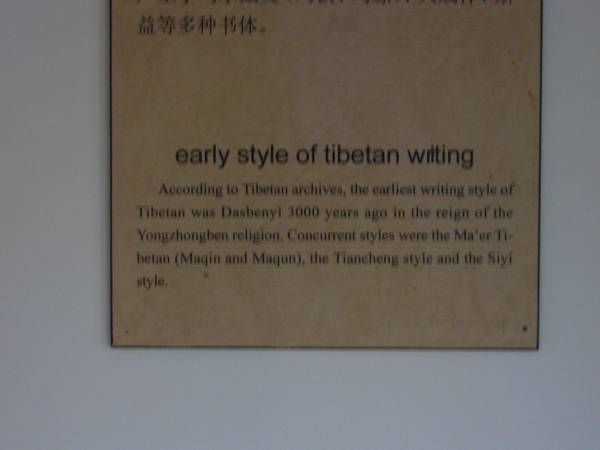 益等多种书体。
early style of tibetan writing
According to Tibetan archives, the earliest writing style of
Tibetan was Dasbenyi 3000 years ago in the reign of the
Yongzhongben religion. Concurrent styles were the Ma'er Ti-
betan (Maqin and Maqun), the Tiancheng style and the Siyi
style.